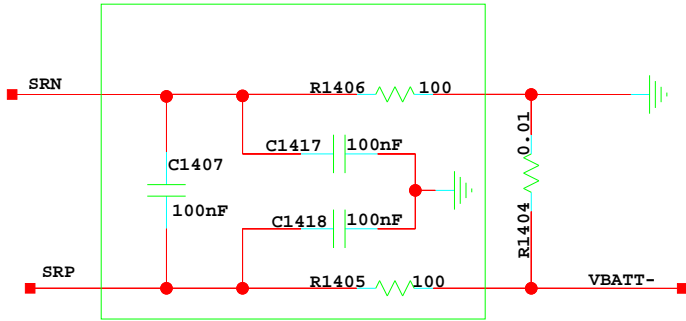 SRN
R1406 100
C1417 100nF
0.01
C1407
100nF
C1418 100nF
R1404
SRP
R1405 100
VBATT-